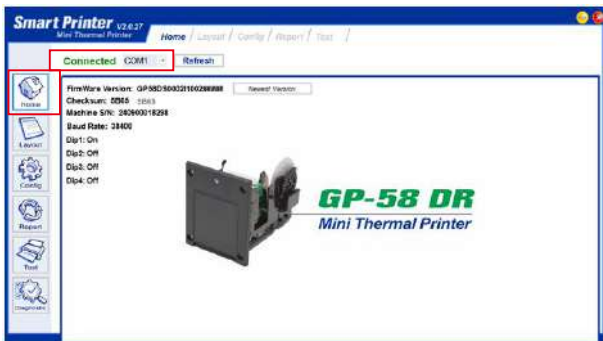 Smart Printer V2.6.27
Mini Thermal Printer
Home / Layout / Config / Report / Test /
Connected COM1 Refresh
FirmWare Version: Newest Version
Checksum: 5B65 5B65
Machine S/N: 240900018298
Baud Rate: 38400
Dip1: On
Dip2: Off
Dip3: Off
Dip4: Off
GP-58 DR
Mini Thermal Printer
Home
Layout
Config
Report
Test
Diagnostic